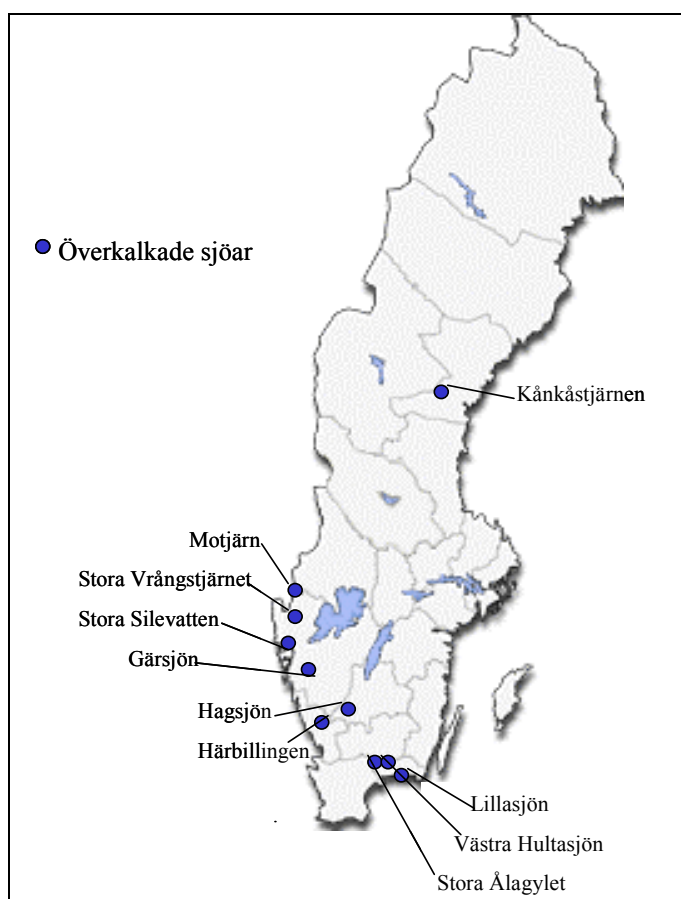 Överkalkade sjöar
Kånkåstjärnen
Motjärn
Stora Vrångstjärnet
Stora Silevatten
Gärsjön
Hagsjön
Härbillingen
Lillasjön
Västra Hultasjön
Stora Ålagylet